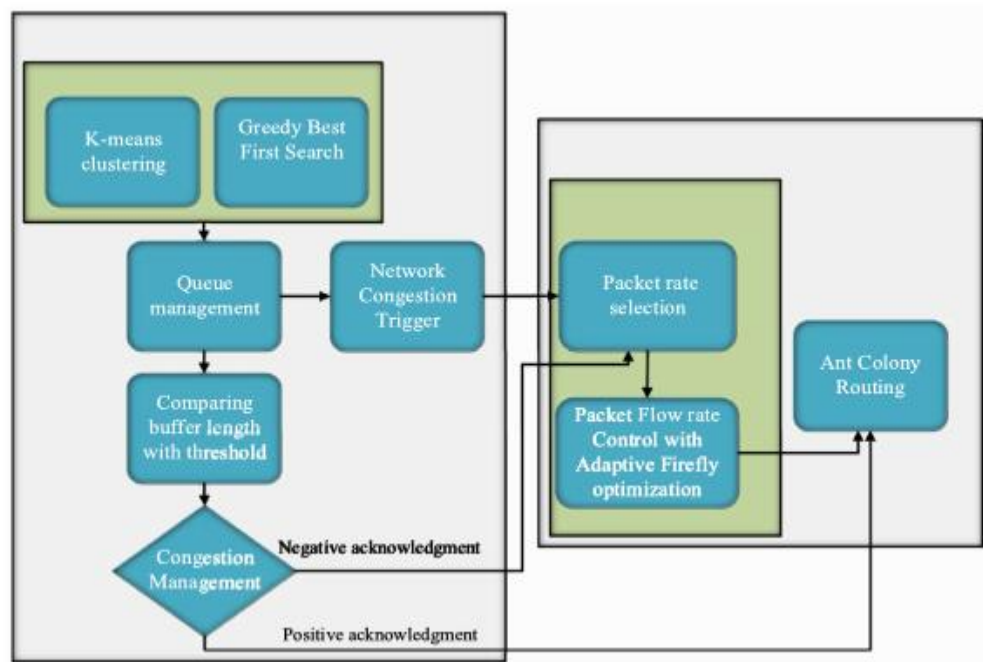 K-means
clustering
Greedy Best
First Search
Queue
management
Network
Congestion
Trigger
Packet rate
selection
Ant Colony
Routing
Comparing
buffer length
with threshold
Packet Flow rate
Control with
Adaptive Firefly
optimization
Negative acknowledgment
Congestion
Management
Positive acknowledgment